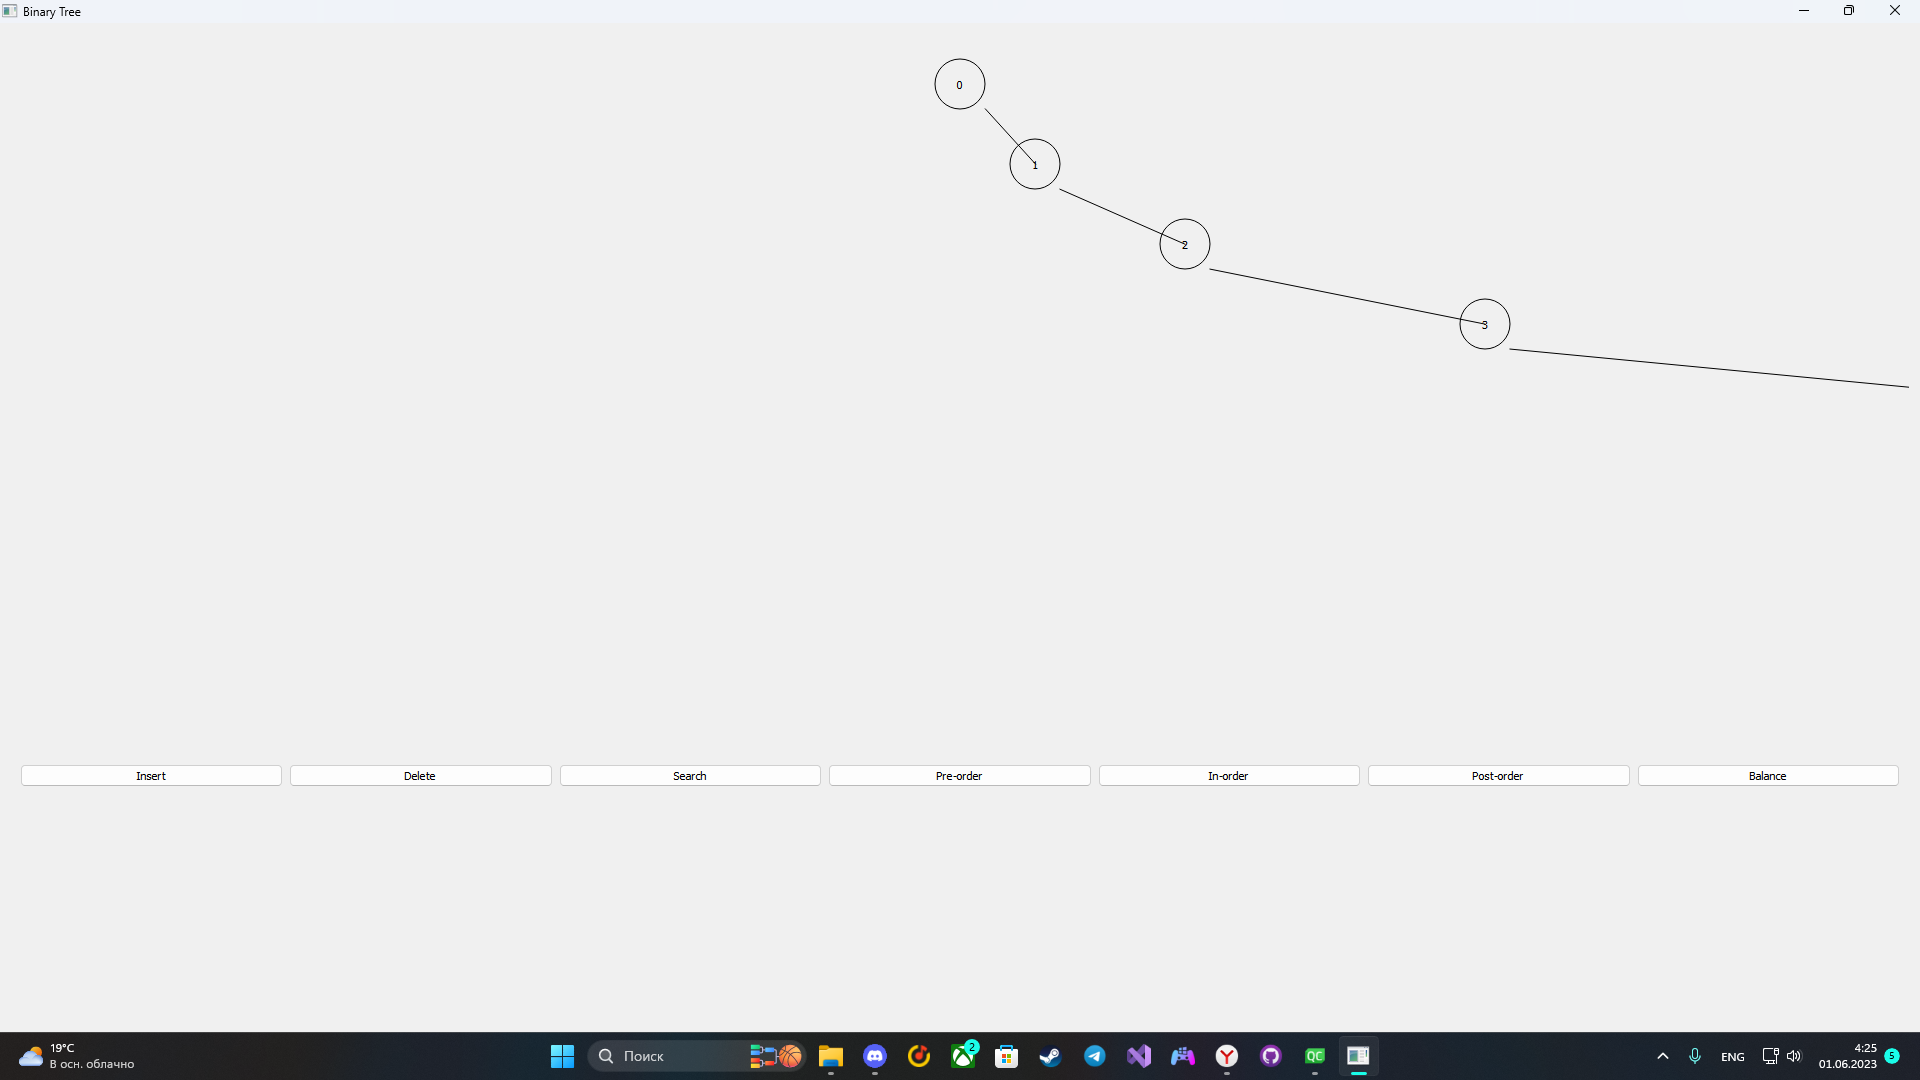 Binary Tree
0
1
2
3
Insert
Delete
Search
Pre-order
In-order
Post-order
Balance
19°C
В осн. облачно
Поиск
2
QC
ENG
4:25
01.06.2023
5